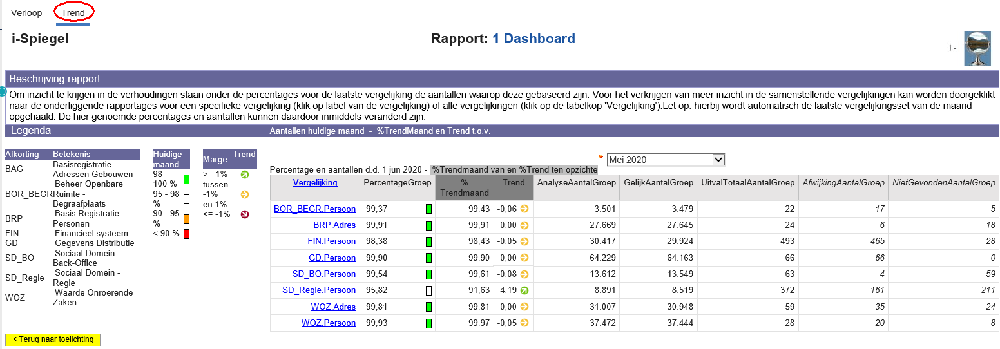 Verloop Trend
i-Spiegel
Rapport: 1 Dashboard
I -
Beschrijving rapport
Om inzicht te krijgen in de verhoudingen staan onder de percentages voor de laatste vergelijking de aantallen waarop deze gebaseerd zijn. Voor het verkrijgen van meer inzicht in de samenstellende vergelijkingen kan worden doorgeklikt
naar de onderliggende rapportages voor een specifieke vergelijking (klik op label van de vergelijking) of alle vergelijkingen (klik op de tabelkop 'Vergelijking').Let op: hierbij wordt automatisch de laatste vergelijkingsset van de maand
opgehaald. De hier genoemde percentages en aantallen kunnen daardoor inmiddels veranderd zijn.
Legenda
Aantallen huidige maand - %TrendMaand en Trend t.o.v.
Afkorting Betekenis
BAG Basisregistratie
Adressen Gebouwen
BOR_BEGR Beheer Openbare
Ruimte -
Begraafplaats
BRP Basis Registratie
Personen
FIN Financiëel systeem
GD Gegevens Distributie
SD_BO Sociaal Domein -
Back-Office
SD_Regie Sociaal Domein -
Regie
WOZ Waarde Onroerende
Zaken
Huidige
maand
98 -
100 %
95 - 98
%
90 - 95
%
< 90 %
Marge Trend
>= 1%
tussen
-1%
en 1%
<= -1%
* Mei 2020
Percentage en aantallen d.d. 1 jun 2020 - %Trendmaand van en %Trend ten opzichte
Vergelijking PercentageGroep % Trendmaand Trend AnalyseAantalGroep GelijkAantalGroep UitvalTotaalAantalGroep AfwijkingAantalGroep NietGevondenAantalGroep
BOR_BEGR.Persoon 99,37 99,43 -0,06 3.501 3.479 22 17 5
BRP.Adres 99,91 99,91 0,00 27.669 27.645 24 6 18
FIN.Persoon 98,38 98,43 -0,05 30.417 29.924 493 465 28
GD.Persoon 99,90 99,90 0,00 64.229 64.163 66 66 0
SD_BO.Persoon 99,54 99,61 -0,08 13.612 13.549 63 4 59
SD_Regie.Persoon 95,82 91,63 4,19 8.891 8.519 372 161 211
WOZ.Adres 99,81 99,81 0,00 31.007 30.948 59 35 24
WOZ.Persoon 99,93 99,97 -0,05 37.472 37.444 28 20 8
< Terug naar toelichting